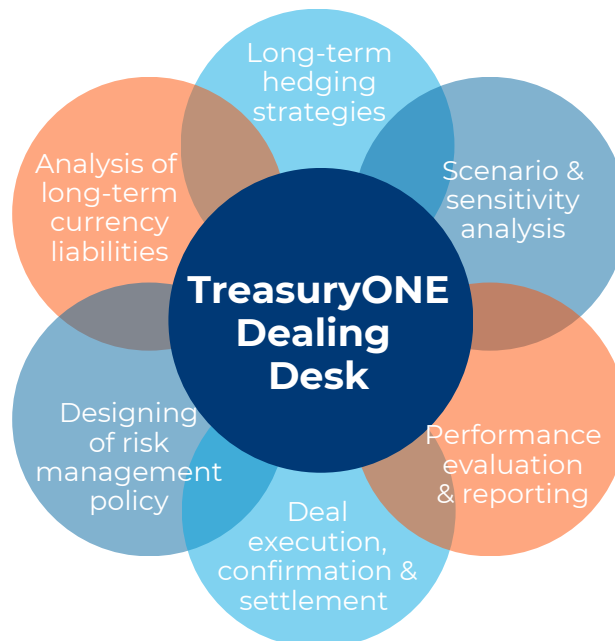 Long-term
hedging
strategies
Scenario &
sensitivity
analysis
Performance
evaluation
& reporting
Deal
execution,
confirmation &
settlement
Designing
of risk
management
policy
Analysis of
long-term
currency
liabilities
TreasuryONE
Dealing
Desk